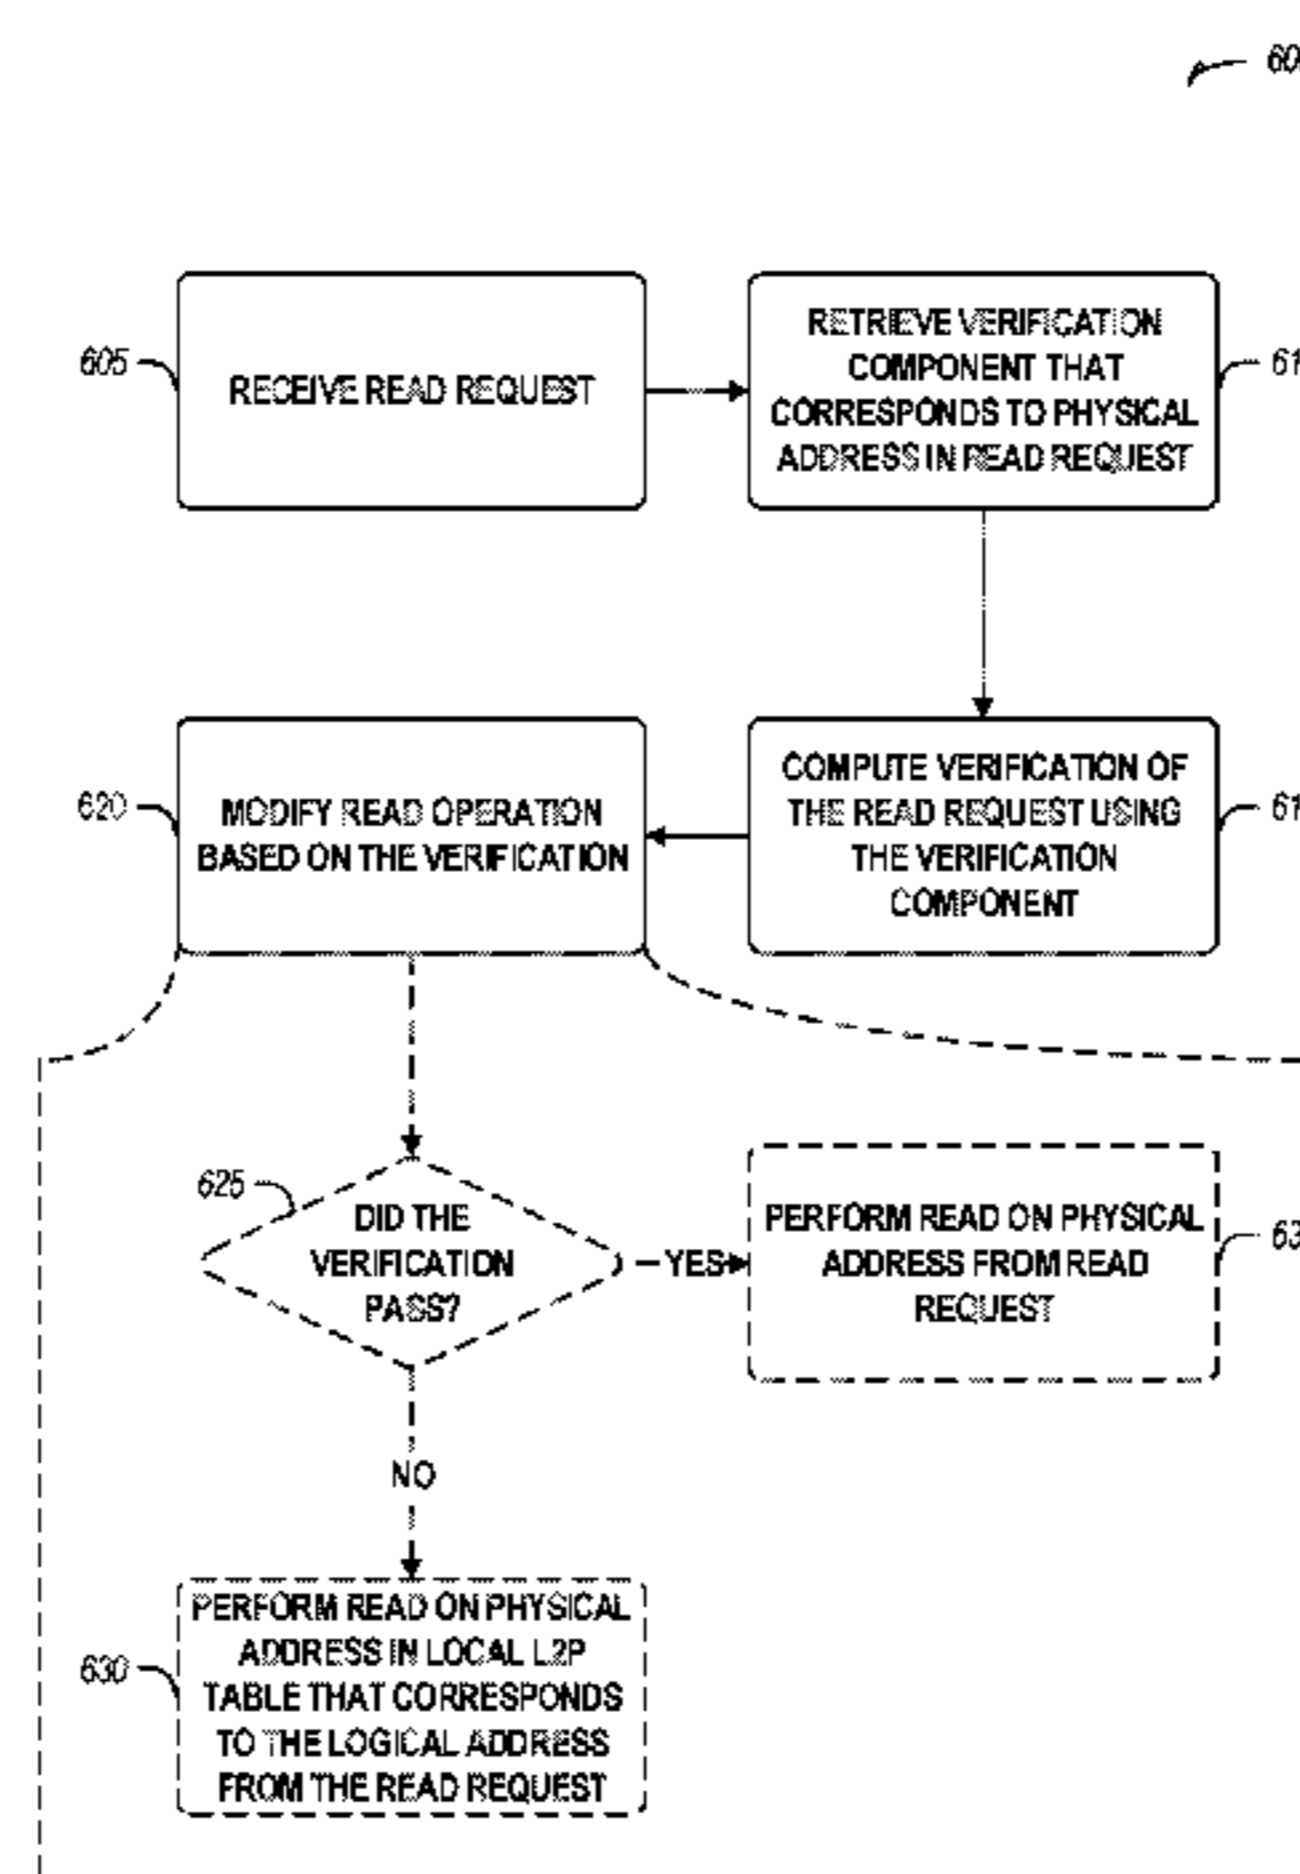 60
605
RECEIVE READ REQUEST
RETRIEVE VERIFICATION
COMPONENT THAT
CORRESPONDS TO PHYSICAL
ADDRESS IN READ REQUEST
61
620
MODIFY READ OPERATION
BASED ON THE VERIFICATION
COMPUTE VERIFICATION OF
THE READ REQUEST USING
THE VERIFICATION
COMPONENT
61
625
DID THE
VERIFICATION
PASS?
YES
PERFORM READ ON PHYSICAL
ADDRESS FROM READ
REQUEST
63
NO
630
PERFORM READ ON PHYSICAL
ADDRESS IN LOCAL L2P
TABLE THAT CORRESPONDS
TO THE LOGICAL ADDRESS
FROM THE READ REQUEST